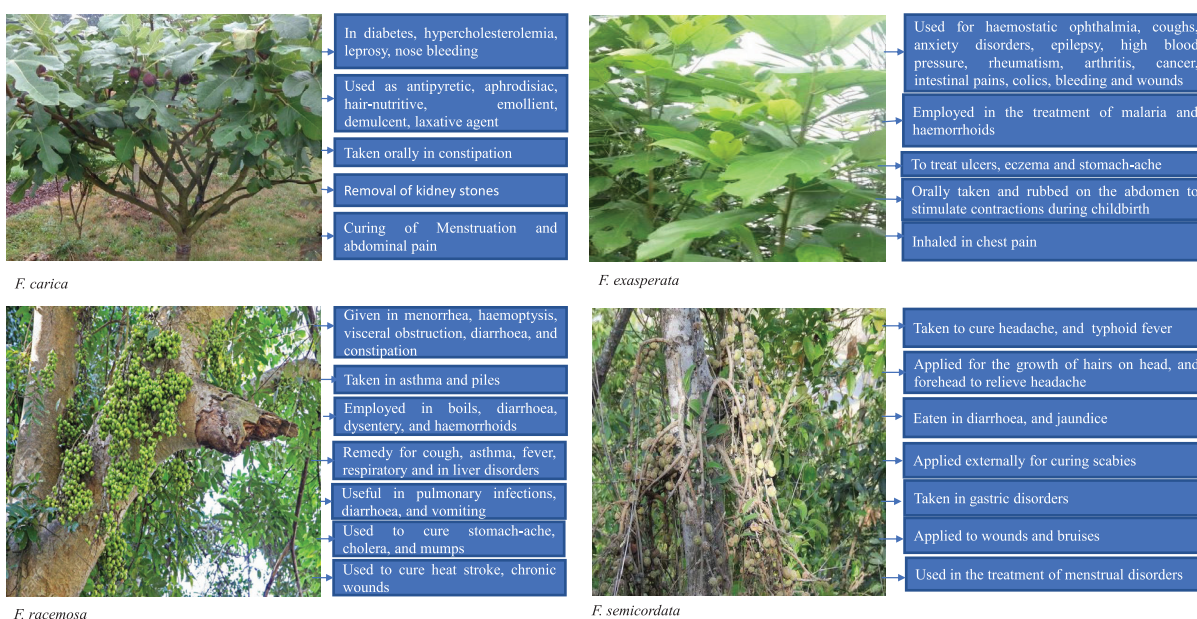 In diabetes, hypercholesterolemia,
leprosy, nose bleeding
Used as antipyretic, aphrodisiac,
hair-nutritive, emollient,
demulcent, laxative agent
Taken orally in constipation
Removal of kidney stones
Curing of Menstruation and
abdominal pain
F. carica
Used for haemostatic ophthalmia, coughs,
anxiety disorders, epilepsy, high blood
pressure, rheumatism, arthritis, cancer,
intestinal pains, colics, bleeding and wounds
Employed in the treatment of malaria and
haemorrhoids
To treat ulcers, eczema and stomach-ache
Orally taken and rubbed on the abdomen to
stimulate contractions during childbirth
Inhaled in chest pain
F. exasperata
Given in menorrhea, haemoptysis,
visceral obstruction, diarrhoea, and
constipation
Taken in asthma and piles
Employed in boils, diarrhoea,
dysentery, and haemorrhoids
Remedy for cough, asthma, fever,
respiratory and in liver disorders
Useful in pulmonary infections,
diarrhoea, and vomiting
Used to cure stomach-ache,
cholera, and mumps
Used to cure heat stroke, chronic
wounds
F. racemosa
Taken to cure headache, and typhoid fever
Applied for the growth of hairs on head, and
forehead to relieve headache
Eaten in diarrhoea, and jaundice
Applied externally for curing scabies
Taken in gastric disorders
Applied to wounds and bruises
Used in the treatment of menstrual disorders
F. semicordata